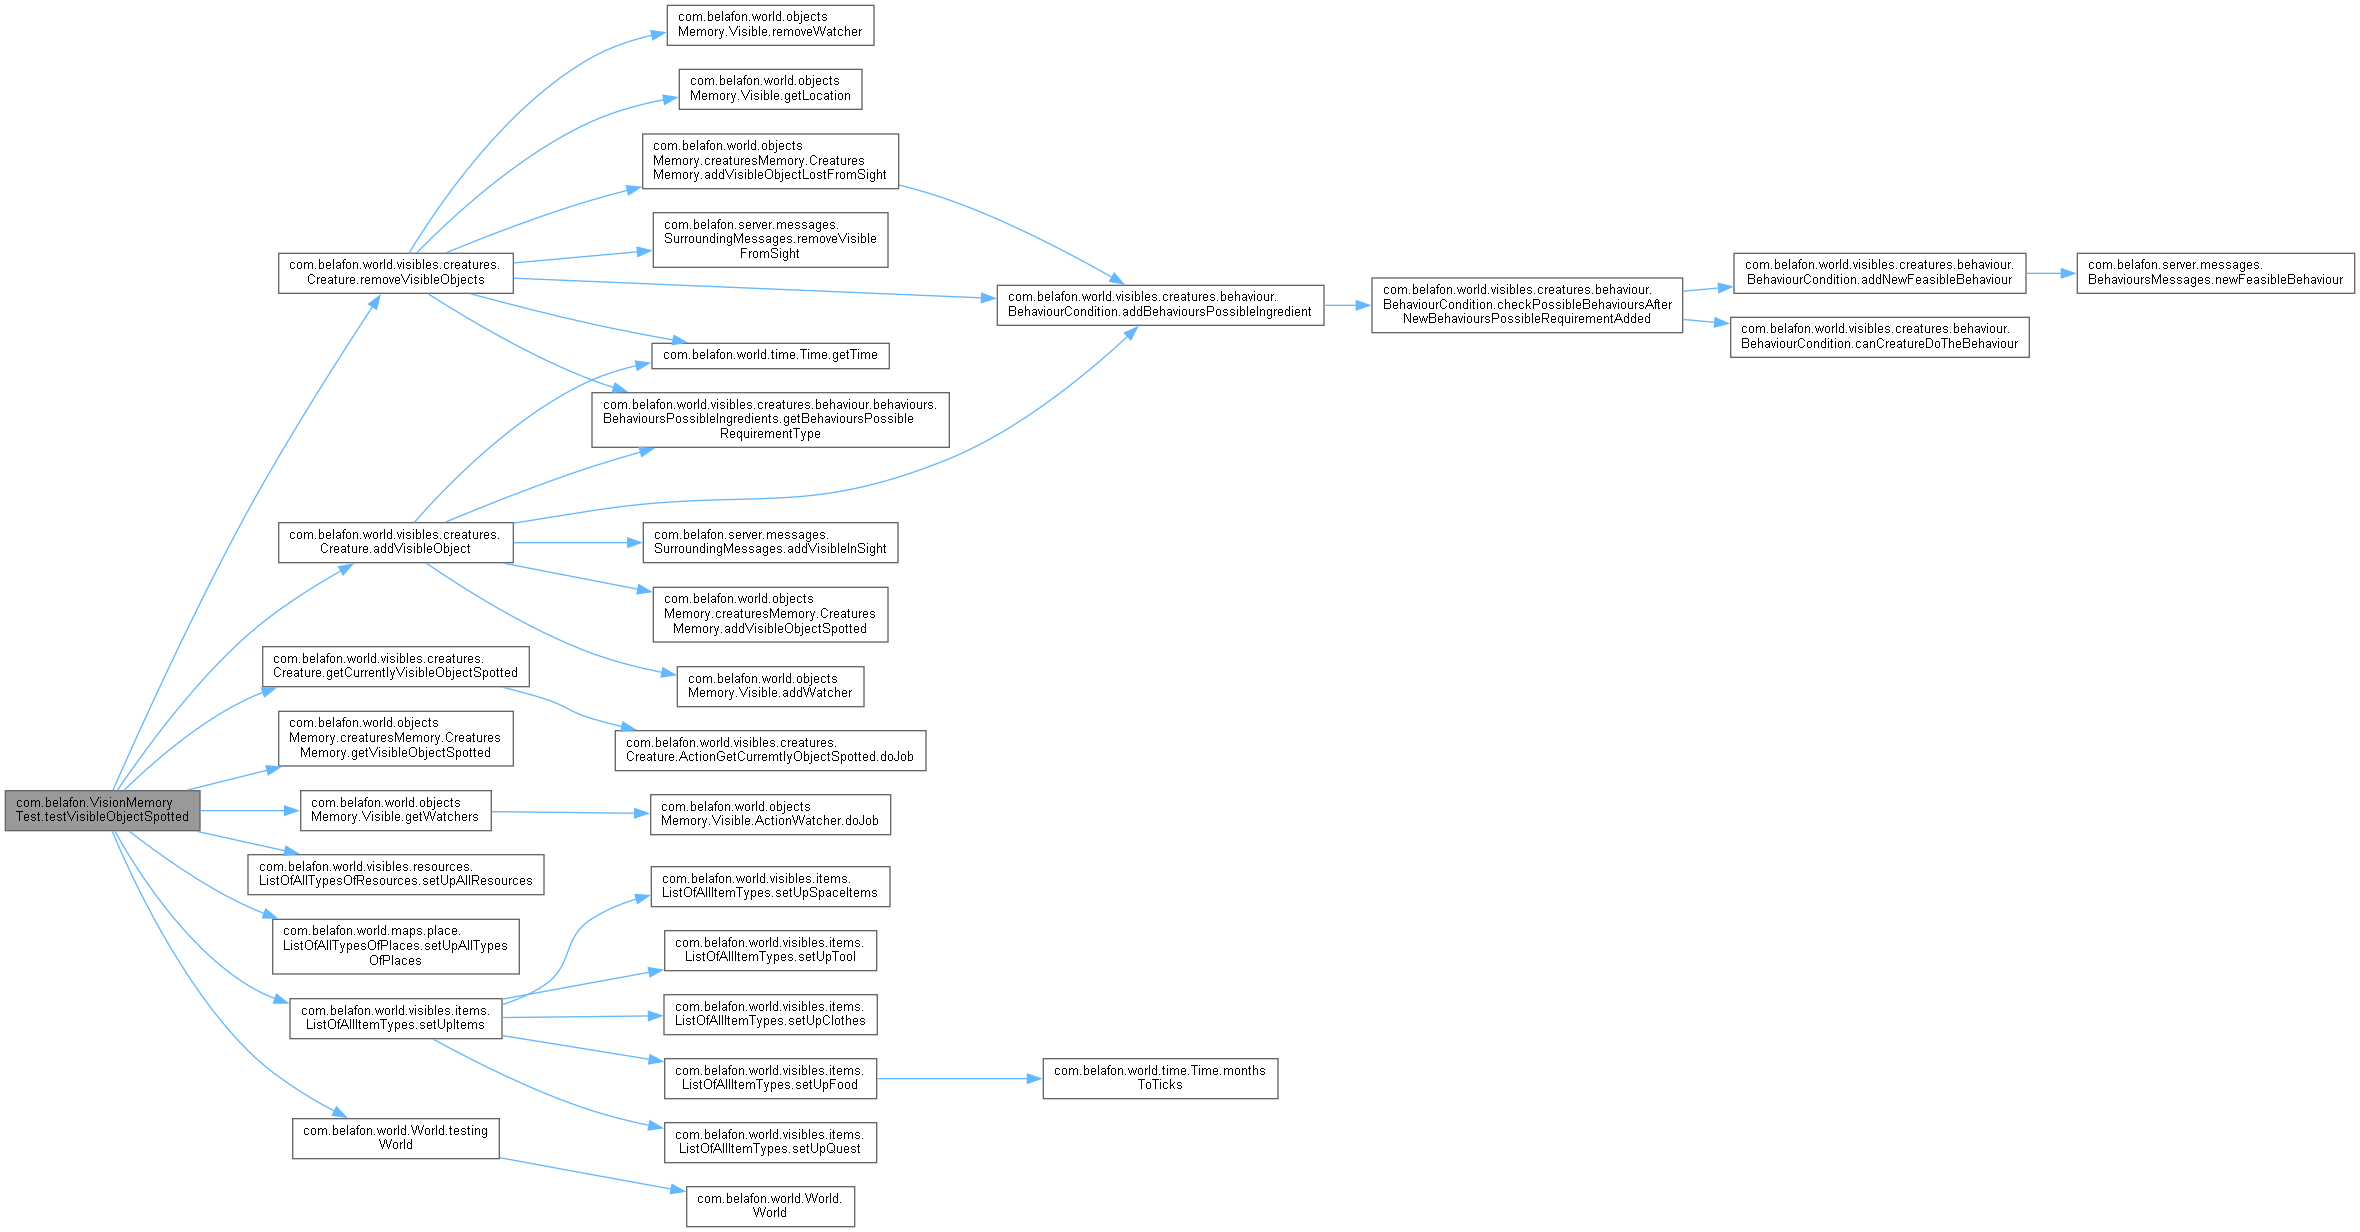 com.belafon.world.objects
Memory.Visible.removeWatcher
com.belafon.world.objects
Memory.Visible.getLocation
com.belafon.world.objects
Memory.creaturesMemory.Creatures
Memory.addVisibleObjectLostFromSight
com.belafon.server.messages.
SurroundingMessages.removeVisible
FromSight
com.belafon.world.visibles.creatures.
Creature.removeVisibleObjects
com.belafon.world.visibles.creatures.behaviour.
BehaviourCondition.addBehavioursPossibleIngredient
com.belafon.world.visibles.creatures.behaviour.
BehaviourCondition.checkPossibleBehavioursAfter
NewBehavioursPossibleRequirementAdded
com.belafon.world.visibles.creatures.behaviour.
BehaviourCondition.addNewFeasibleBehaviour
com.belafon.server.messages.
BehavioursMessages.newFeasibleBehaviour
com.belafon.world.visibles.creatures.behaviour.
BehaviourCondition.canCreatureDoTheBehaviour
com.belafon.world.time.Time.getTime
com.belafon.world.visibles.creatures.behaviour.behaviours.
BehavioursPossibleIngredients.getBehavioursPossible
RequirementType
com.belafon.world.visibles.creatures.
Creature.addVisibleObject
com.belafon.server.messages.
SurroundingMessages.addVisibleInSight
com.belafon.world.objects
Memory.creaturesMemory.Creatures
Memory.addVisibleObjectSpotted
com.belafon.world.objects
Memory.Visible.addWatcher
com.belafon.world.visibles.creatures.
Creature.getCurrentlyVisibleObjectSpotted
com.belafon.world.visibles.creatures.
Creature.ActionGetCurremtlyObjectSpotted.doJob
com.belafon.world.objects
Memory.creaturesMemory.Creatures
Memory.getVisibleObjectSpotted
com.belafon.VisionMemory
Test.testVisibleObjectSpotted
com.belafon.world.objects
Memory.Visible.getWatchers
com.belafon.world.objects
Memory.Visible.ActionWatcher.doJob
com.belafon.world.visibles.resources.
ListOfAllTypesOfResources.setUpAllResources
com.belafon.world.maps.place.
ListOfAllTypesOfPlaces.setUpAllTypes
OfPlaces
com.belafon.world.visibles.items.
ListOfAllItemTypes.setUpItems
com.belafon.world.visibles.items.
ListOfAllItemTypes.setUpSpaceItems
com.belafon.world.visibles.items.
ListOfAllItemTypes.setUpTool
com.belafon.world.visibles.items.
ListOfAllItemTypes.setUpClothes
com.belafon.world.visibles.items.
ListOfAllItemTypes.setUpFood
com.belafon.world.time.Time.months
ToTicks
com.belafon.world.visibles.items.
ListOfAllItemTypes.setUpQuest
com.belafon.world.World.testing
World
com.belafon.world.World.
World